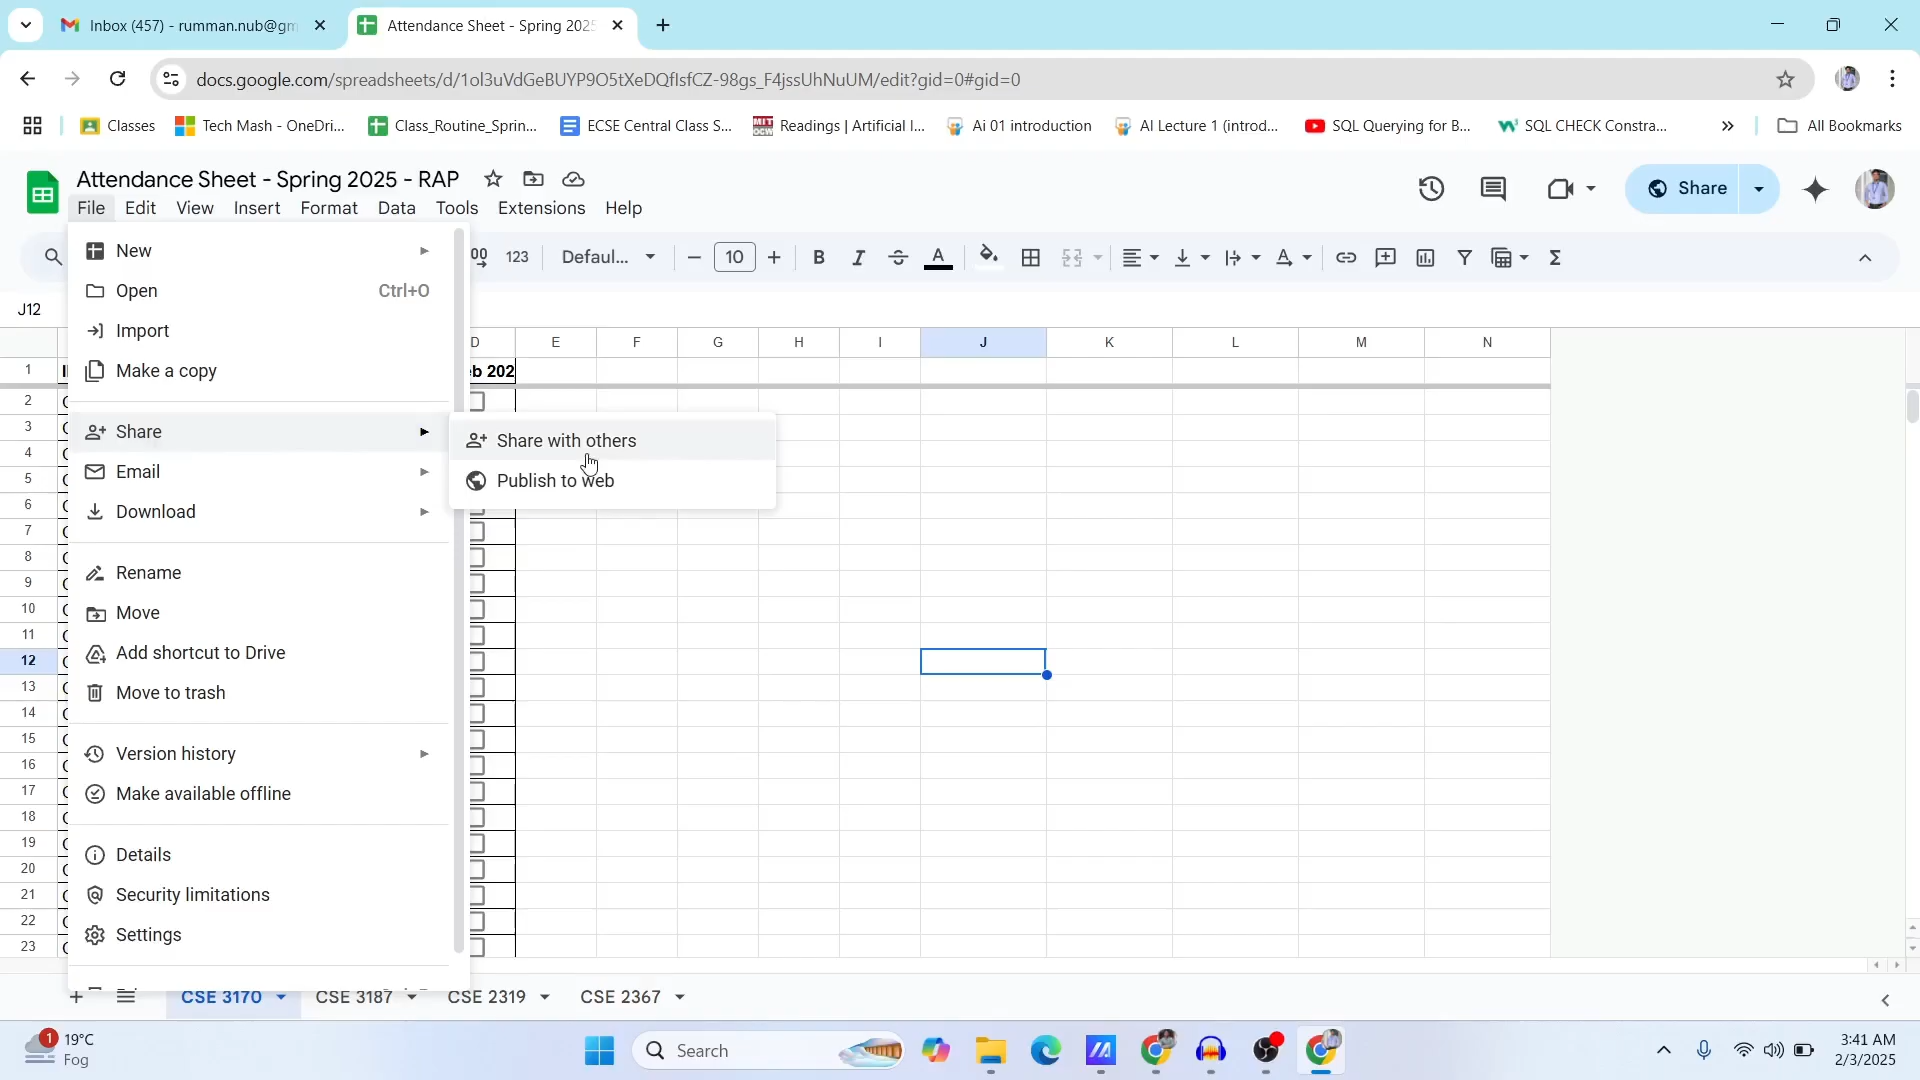 Inbox (457) - rumman.nub@gm
Attendance Sheet - Spring 2025
docs.google.com/spreadsheets/d/1ol3uVdGeBUYP9O5tXeDQfIsfCZ-98gs_F4jssUhNuUM/edit?gid=0#gid=0
Classes
Tech Mash - OneDri...
Class_Routine_Sprin...
ECSE Central Class S...
Readings | Artificial I...
Ai 01 introduction
AI Lecture 1 (introd...
SQL Querying for B...
SQL CHECK Constra...
All Bookmarks
Attendance Sheet - Spring 2025 - RAP
Share
File Edit View Insert Format Data Tools Extensions Help
123 Defaul... 10
J12
New
Open Ctrl+O
Import
Make a copy
Share
Email
Download
Rename
Move
Add shortcut to Drive
Move to trash
Version history
Make available offline
Details
Security limitations
Settings
Share with others
Publish to web
D E F G H I J K L M N
1
2
3
4
5
6
7
8
9
10
11
12
13
14
15
16
17
18
19
20
21
22
23
eb 202
CSE 3170 CSE 3187 CSE 2319 CSE 2367
1
19°C
Fog
Search
3:41 AM
2/3/2025